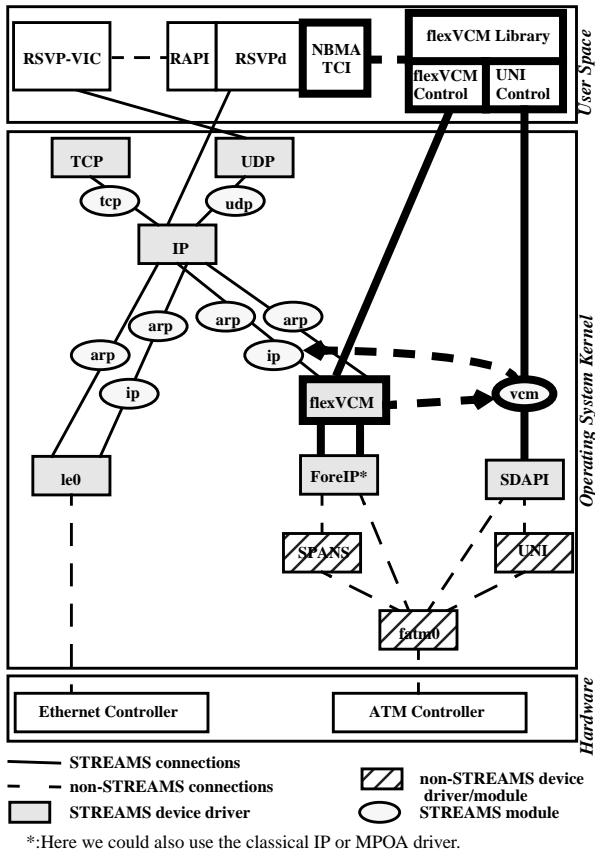 RSVP-VIC
RAPI
RSVPd
NBMA
TCI
flexVCM Library
flexVCM
Control
UNI
Control
User Space
TCP
UDP
tcp
udp
IP
arp
arp
arp
arp
ip
ip
flexVCM
vcm
le0
ForeIP*
SDAPI
SPANS
UNI
fatm0
Operating System Kernel
Ethernet Controller
ATM Controller
Hardware
STREAMS connections
non-STREAMS connections
STREAMS device driver
non-STREAMS device
driver/module
STREAMS module
*:Here we could also use the classical IP or MPOA driver.